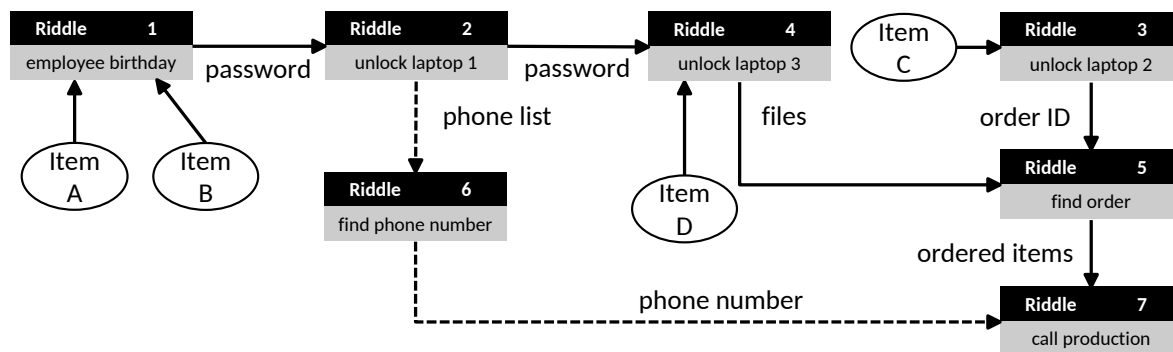 Riddle 1
employee birthday
password
Riddle 2
unlock laptop 1
password
Riddle 4
unlock laptop 3
Item
C
Riddle 3
unlock laptop 2
phone list
files
order ID
Item
A
Item
B
Riddle 6
find phone number
Item
D
Riddle 5
find order
ordered items
phone number
Riddle 7
call production